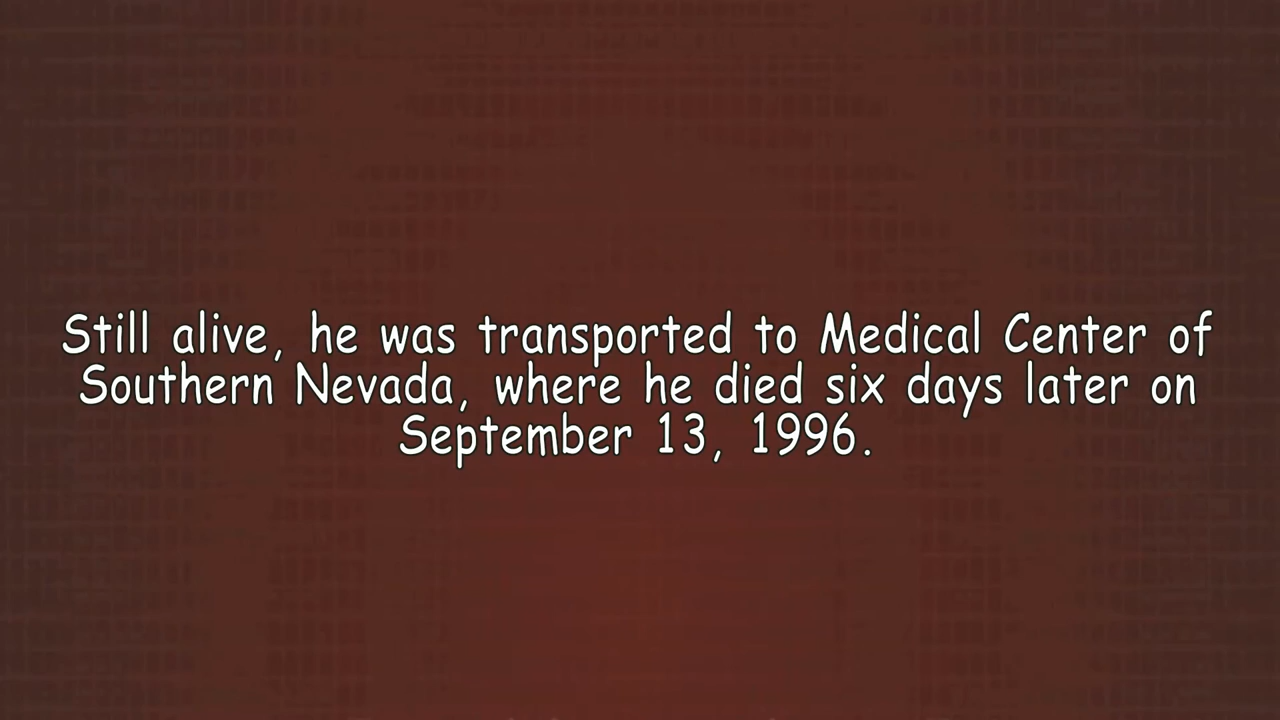 Still alive, he was transported to Medical Center of
Southern Nevada, where he died six days later on
September 13, 1996.